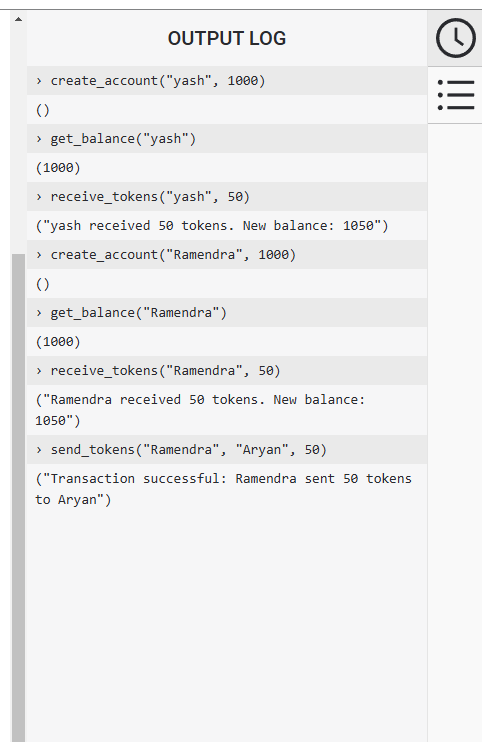 OUTPUT LOG
› create_account("yash", 1000)
()
› get_balance("yash")
(1000)
› receive_tokens("yash", 50)
("yash received 50 tokens. New balance: 1050")
› create_account("Ramendra", 1000)
()
› get_balance("Ramendra")
(1000)
› receive_tokens("Ramendra", 50)
("Ramendra received 50 tokens. New balance:
1050")
› send_tokens("Ramendra", "Aryan", 50)
("Transaction successful: Ramendra sent 50 tokens
to Aryan")